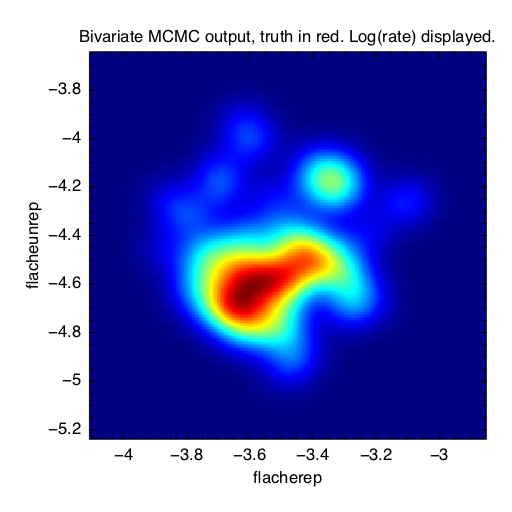 Bivariate MCMC output, truth in red. Log(rate) displayed.
−3.8
−4
−4.2
−4.4
−4.6
−4.8
−5
−5.2
flacheunrep
−4 −3.8 −3.6 −3.4 −3.2 −3
flacherep